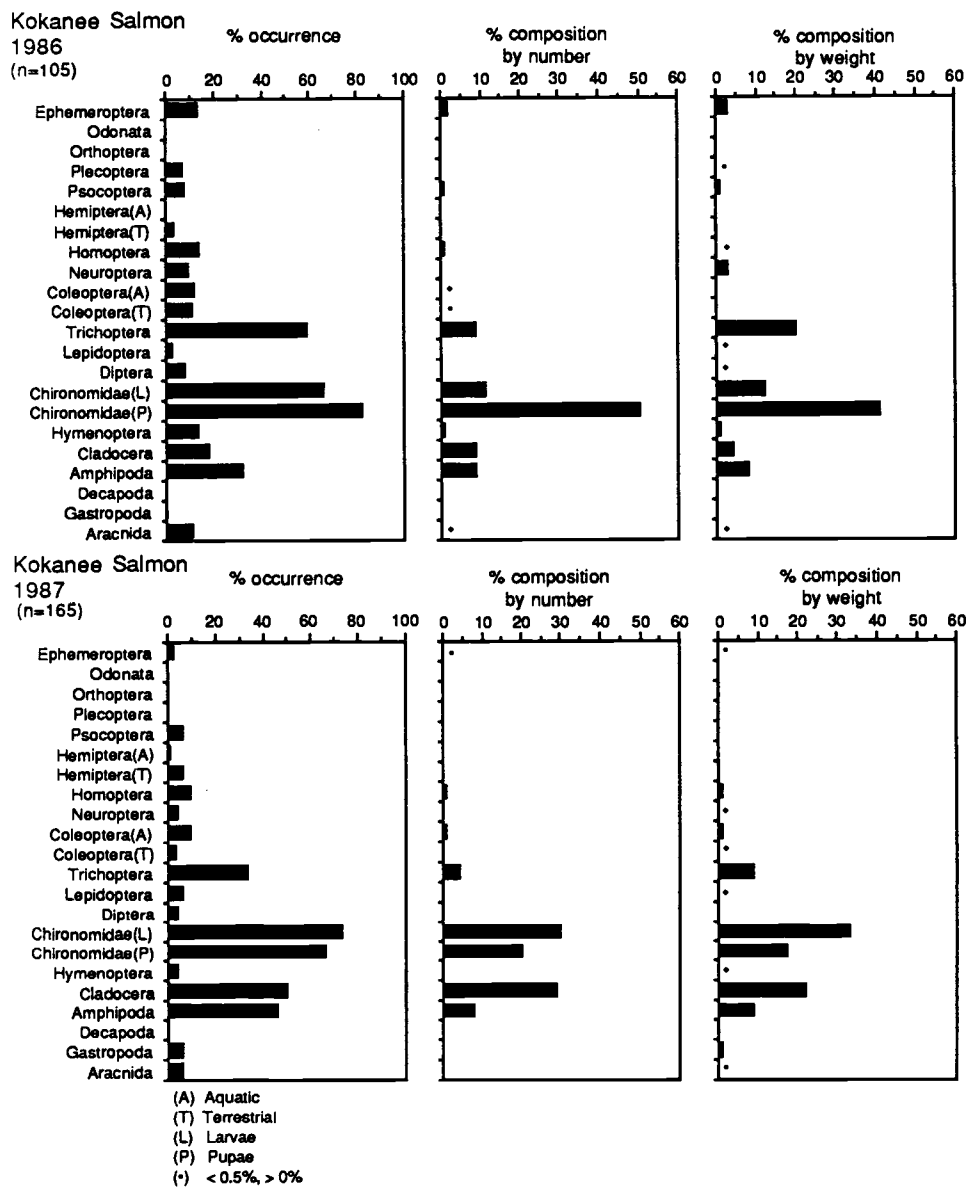 Kokanee Salmon
1986
(n=105)
% occurrence
% composition
by number
% composition
by weight
0 20 40 60 80 100
0 10 20 30 40 50 60
0 10 20 30 40 50 60
Ephemeroptera
Odonata
Orthoptera
Plecoptera
Psocoptera
Hemiptera(A)
Hemiptera(T)
Homoptera
Neuroptera
Coleoptera(A)
Coleoptera(T)
Trichoptera
Lepidoptera
Diptera
Chironomidae(L)
Chironomidae(P)
Hymenoptera
Cladocera
Amphipoda
Decapoda
Gastropoda
Aracnida
Kokanee Salmon
1987
(n=165)
% occurrence
% composition
by number
% composition
by weight
0 20 40 60 80 100
0 10 20 30 40 50 60
0 10 20 30 40 50 60
Ephemeroptera
Odonata
Orthoptera
Plecoptera
Psocoptera
Hemiptera(A)
Hemiptera(T)
Homoptera
Neuroptera
Coleoptera(A)
Coleoptera(T)
Trichoptera
Lepidoptera
Diptera
Chironomidae(L)
Chironomidae(P)
Hymenoptera
Cladocera
Amphipoda
Decapoda
Gastropoda
Aracnida
(A) Aquatic
(T) Terrestrial
(L) Larvae
(P) Pupae
(•) < 0.5%, > 0%